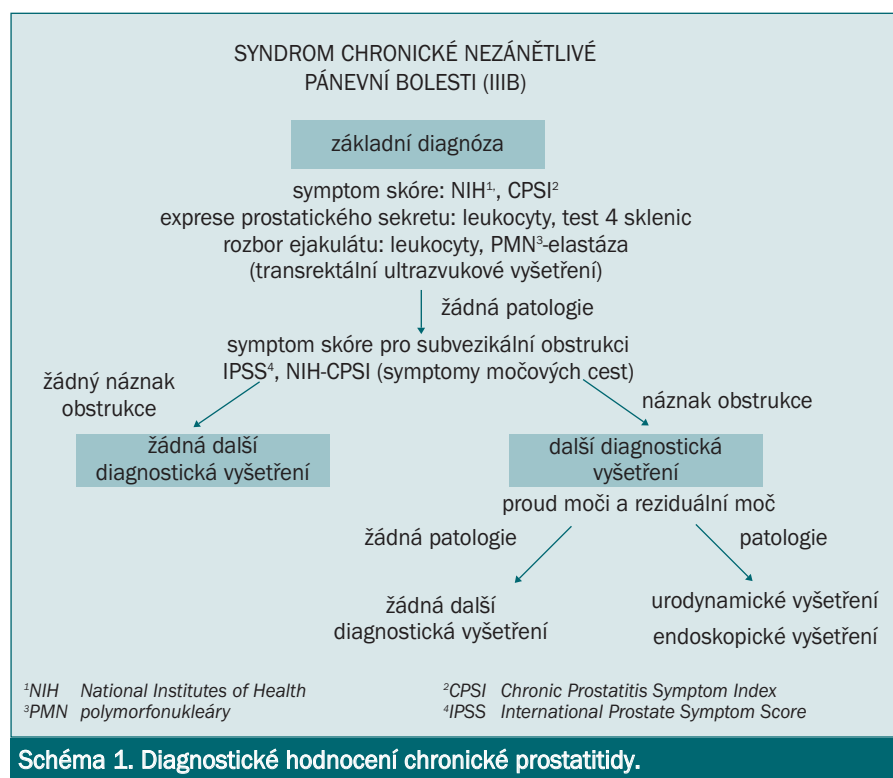 SYNDROM CHRONICKÉ NEZÁNĚTLIVÉ
PÁNEVNÍ BOLESTI (IIIB)
základní diagnóza
symptom skóre: NIH¹,, CPSI²
exprese prostatického sekretu: leukocyty, test 4 sklenic
rozbor ejakulátu: leukocyty, PMN³-elastáza
(transrektální ultrazvukové vyšetření)
žádná patologie
symptom skóre pro subvezikální obstrukci
IPSS⁴, NIH-CPSI (symptomy močových cest)
žádný náznak
obstrukce
náznak obstrukce
žádná další
diagnostická vyšetření
další diagnostická
vyšetření
proud moči a reziduální moč
žádná patologie
patologie
žádná další
diagnostická vyšetření
urodynamické vyšetření
endoskopické vyšetření
¹NIH National Institutes of Health
²CPSI Chronic Prostatitis Symptom Index
³PMN polymorfonukleáry
⁴IPSS International Prostate Symptom Score
Schéma 1. Diagnostické hodnocení chronické prostatitidy.